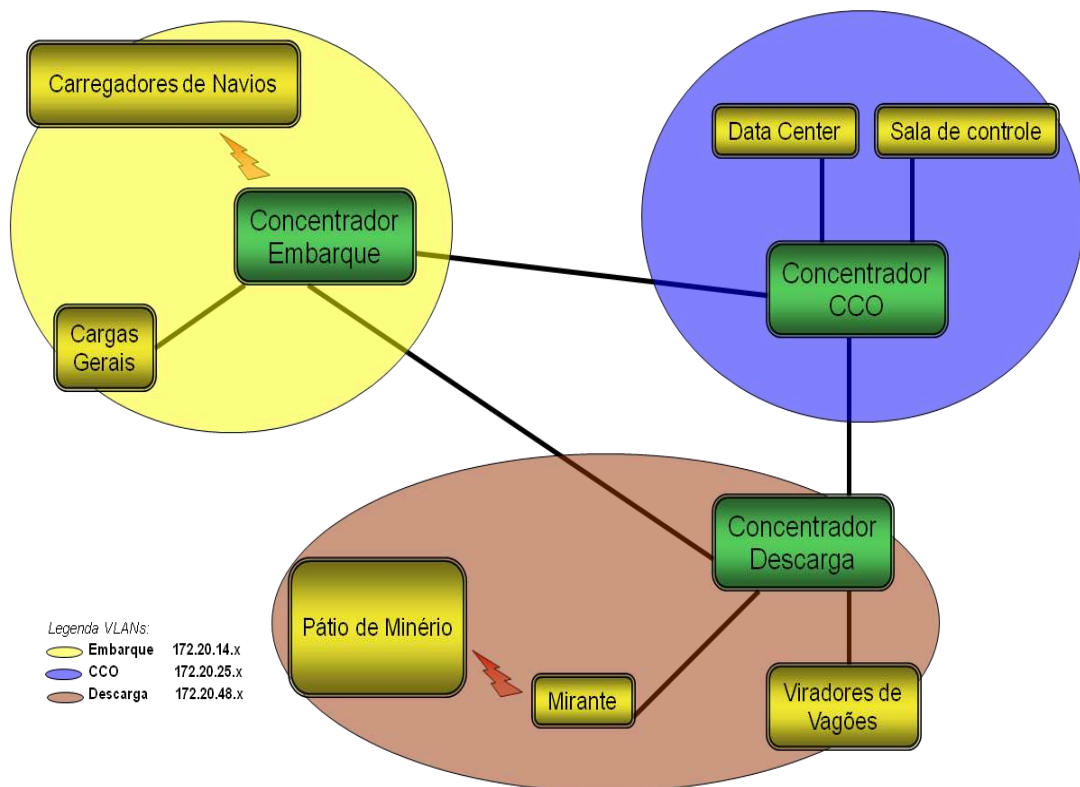 Carregadores de Navios
Data Center
Sala de controle
Concentrador
Embarque
Concentrador
CCO
Cargas
Gerais
Concentrador
Descarga
Pátio de Minério
Mirante
Viradores de
Vagões
Legenda VLANs:
Embarque 172.20.14.x
CCO 172.20.25.x
Descarga 172.20.48.x